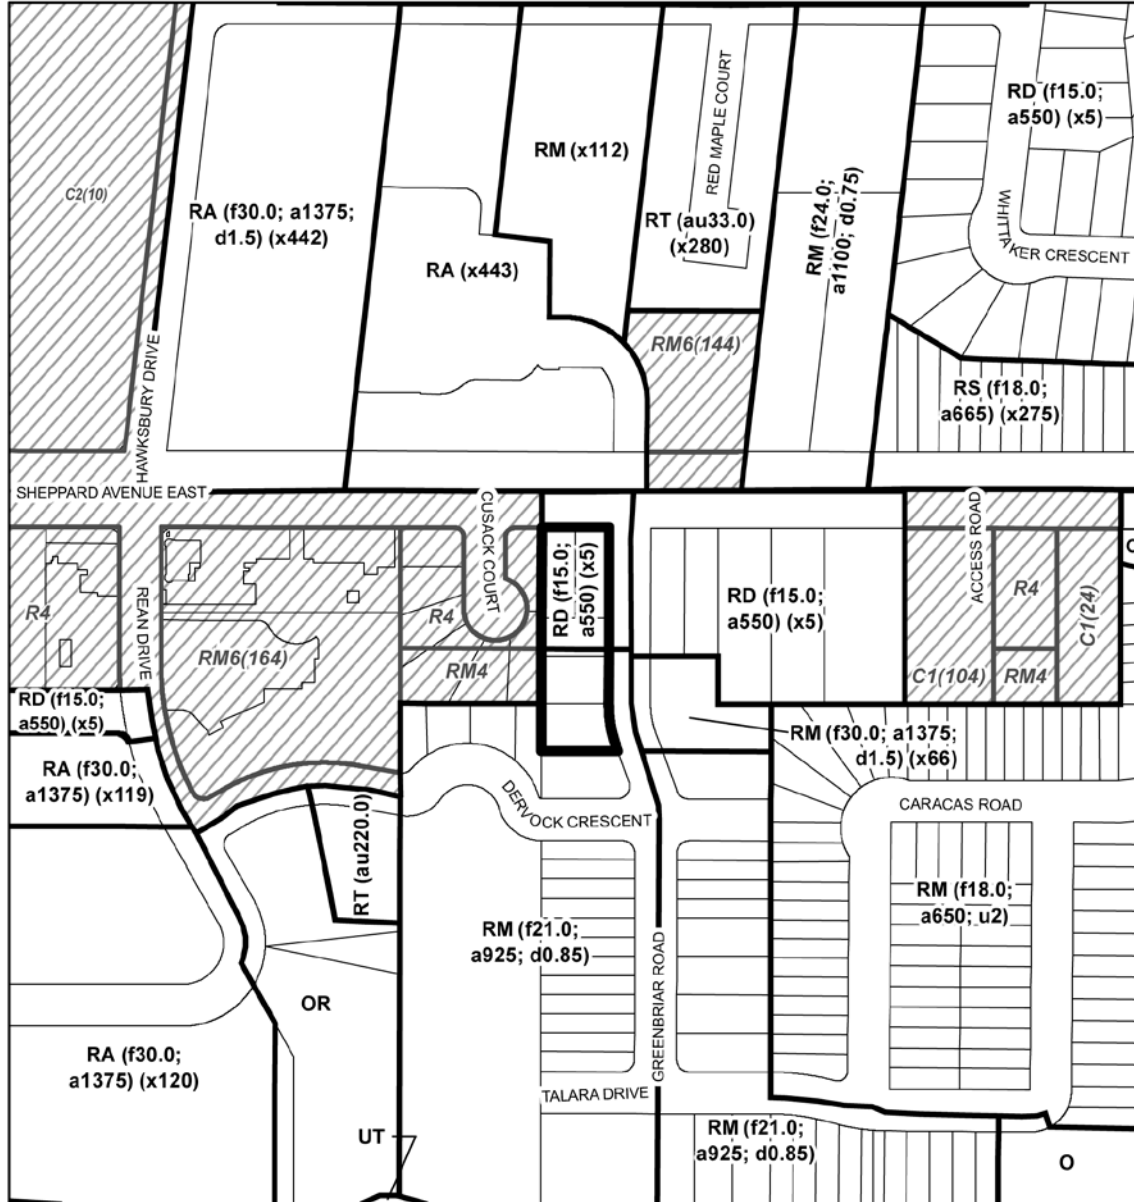 C2(10)
RA (f30.0; a1375;
d1.5) (x442)
RA (x443)
RM (x112)
RED MAPLE COURT
RT (au33.0)
(x280)
RM (f24.0;
a1100; d0.75)
RD (f15.0;
a550) (x5)
WHITTAKER CRESCENT
RM6(144)
RS (f18.0;
a665) (x275)
HAWKSBURY DRIVE
SHEPPARD AVENUE EAST
CUSACK COURT
ACCESS ROAD
R4
REAN DRIVE
RM6(164)
R4
RM4
RD (f15.0;
a550) (x5)
RD (f15.0;
a550) (x5)
C1(104)
R4
RM4
C1(24)
RD (f15.0;
a550) (x5)
RA (f30.0;
a1375) (x119)
RM (f30.0; a1375;
d1.5) (x66)
DERVOCK CRESCENT
CARACAS ROAD
RT (au220.0)
RM (f21.0;
a925; d0.85)
RM (f18.0;
a650; u2)
GREENBRIAR ROAD
OR
RA (f30.0;
a1375) (x120)
TALARA DRIVE
UT
RM (f21.0;
a925; d0.85)
O